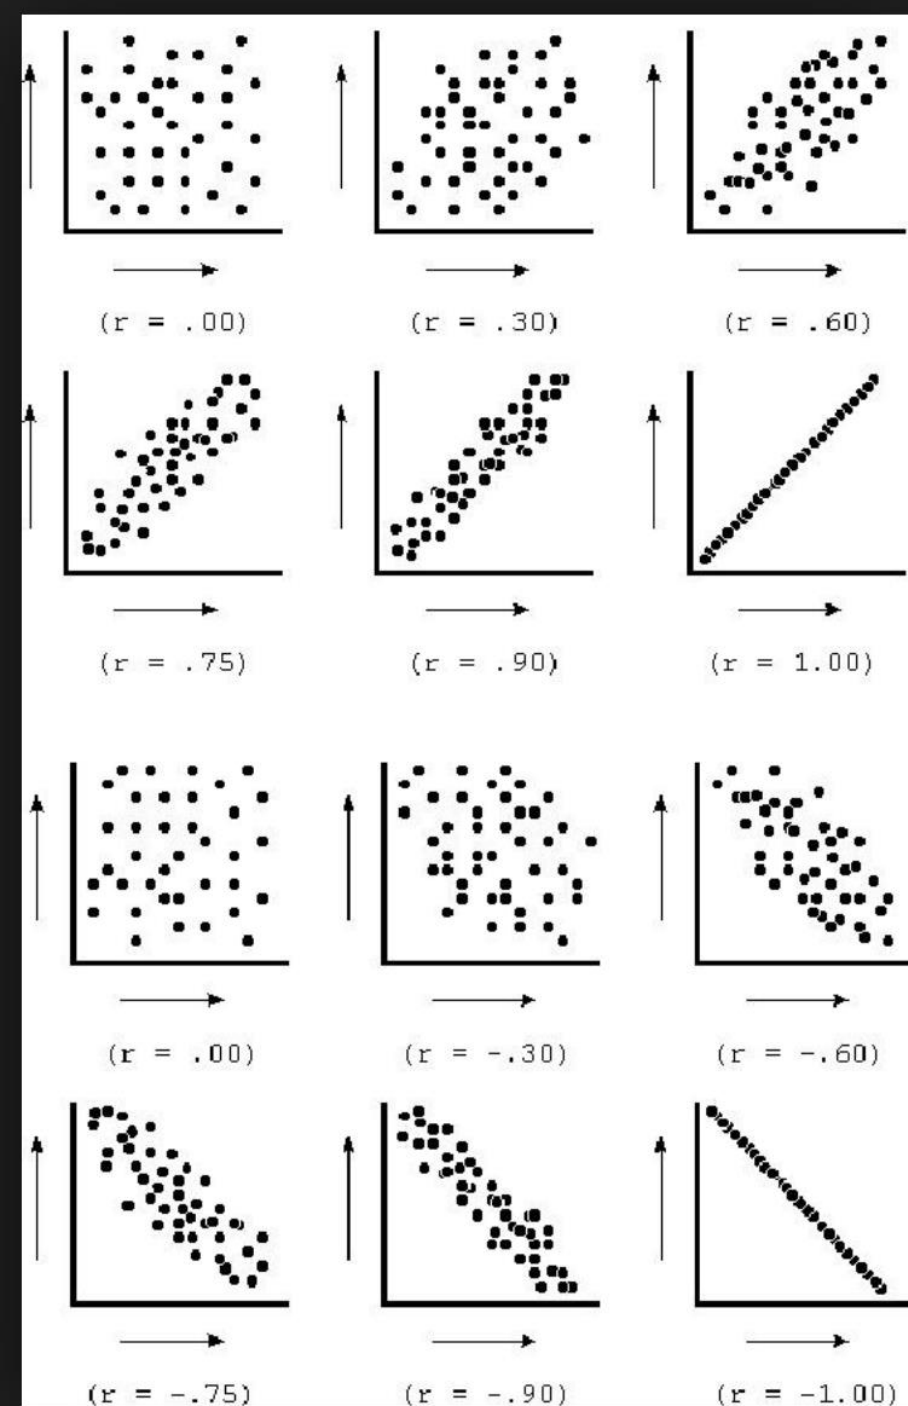 (r = .00) (r = .30) (r = .60)
(r = .75) (r = .90) (r = 1.00)
(r = .00) (r = -.30) (r = -.60)
(r = -.75) (r = -.90) (r = -1.00)